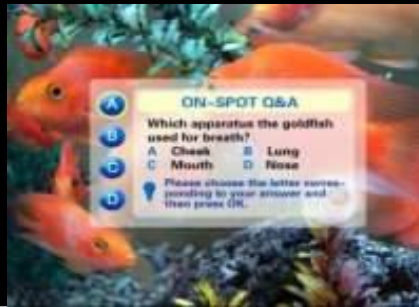 ON-SPOT Q&A
A
B
C
D
Which apparatus the goldfish
used for breath?
A Cheek B Lung
C Mouth D Nose
Please choose the letter corres-
ponding to your answer and
then press OK.